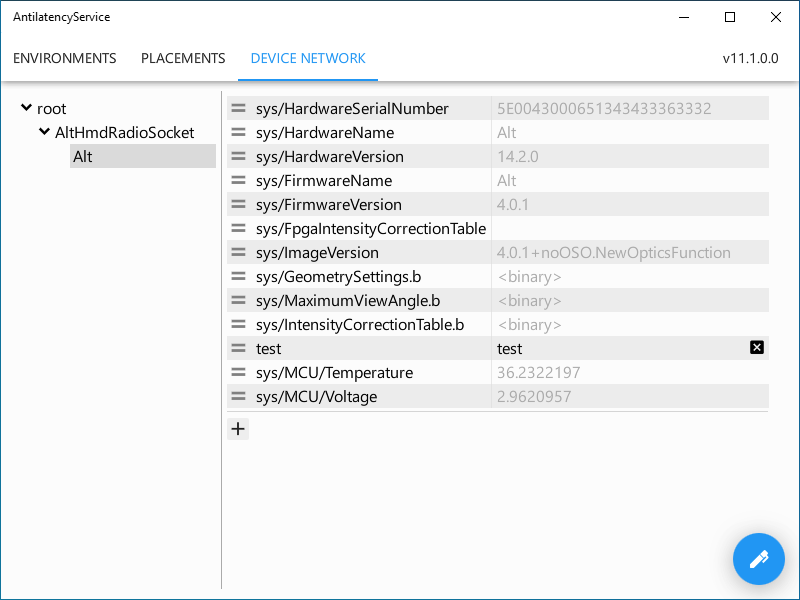 AntilatencyService
ENVIRONMENTS PLACEMENTS DEVICE NETWORK v11.1.0.0
root
AltHmdRadioSocket
Alt
sys/HardwareSerialNumber 5E0043000651343433363332
sys/HardwareName Alt
sys/HardwareVersion 14.2.0
sys/FirmwareName Alt
sys/FirmwareVersion 4.0.1
sys/FpgaIntensityCorrectionTable
sys/ImageVersion 4.0.1+noOSO.NewOpticsFunction
sys/GeometrySettings.b <binary>
sys/MaximumViewAngle.b <binary>
sys/IntensityCorrectionTable.b <binary>
test test
sys/MCU/Temperature 36.2322197
sys/MCU/Voltage 2.9620957